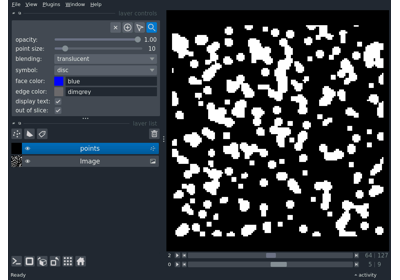 File View Plugins Window Help
layer controls
opacity: 1.00
point size: 10
blending: translucent
symbol: disc
face color: blue
edge color: dimgrey
display text:
out of slice:
layer list
points
Image
2 64 127
0 5 9
Ready activity